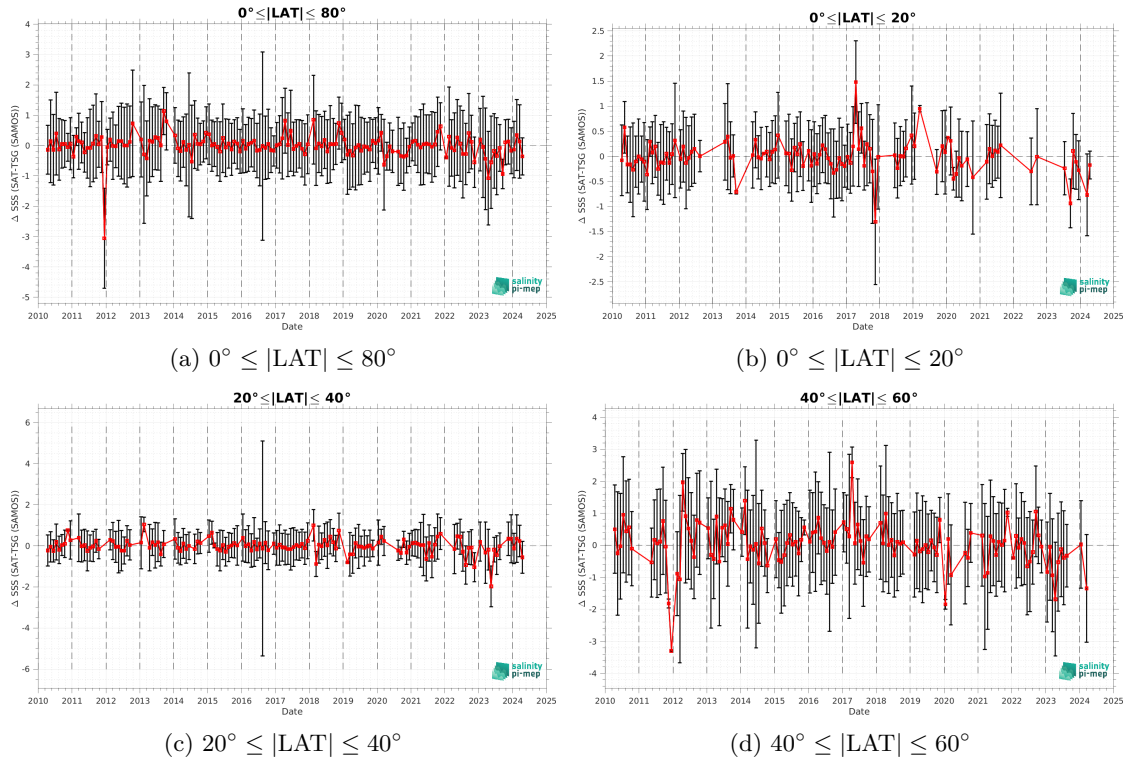 0°≤|LAT|≤ 80°
Δ SSS (SAT-TSG (SAMOS))
4
3
2
1
0
-1
-2
-3
-4
-5
2010 2011 2012 2013 2014 2015 2016 2017 2018 2019 2020 2021 2022 2023 2024 2025
Date
salinity
pi-mep
(a) 0° ≤ |LAT| ≤ 80°
0°≤|LAT|≤ 20°
Δ SSS (SAT-TSG (SAMOS))
2.5
2
1.5
1
0.5
0
-0.5
-1
-1.5
-2
-2.5
2010 2011 2012 2013 2014 2015 2016 2017 2018 2019 2020 2021 2022 2023 2024 2025
Date
salinity
pi-mep
(b) 0° ≤ |LAT| ≤ 20°
20°≤|LAT|≤ 40°
Δ SSS (SAT-TSG (SAMOS))
6
4
2
0
-2
-4
-6
2010 2011 2012 2013 2014 2015 2016 2017 2018 2019 2020 2021 2022 2023 2024 2025
Date
salinity
pi-mep
(c) 20° ≤ |LAT| ≤ 40°
40°≤|LAT|≤ 60°
Δ SSS (SAT-TSG (SAMOS))
4
3
2
1
0
-1
-2
-3
-4
2010 2011 2012 2013 2014 2015 2016 2017 2018 2019 2020 2021 2022 2023 2024 2025
Date
salinity
pi-mep
(d) 40° ≤ |LAT| ≤ 60°